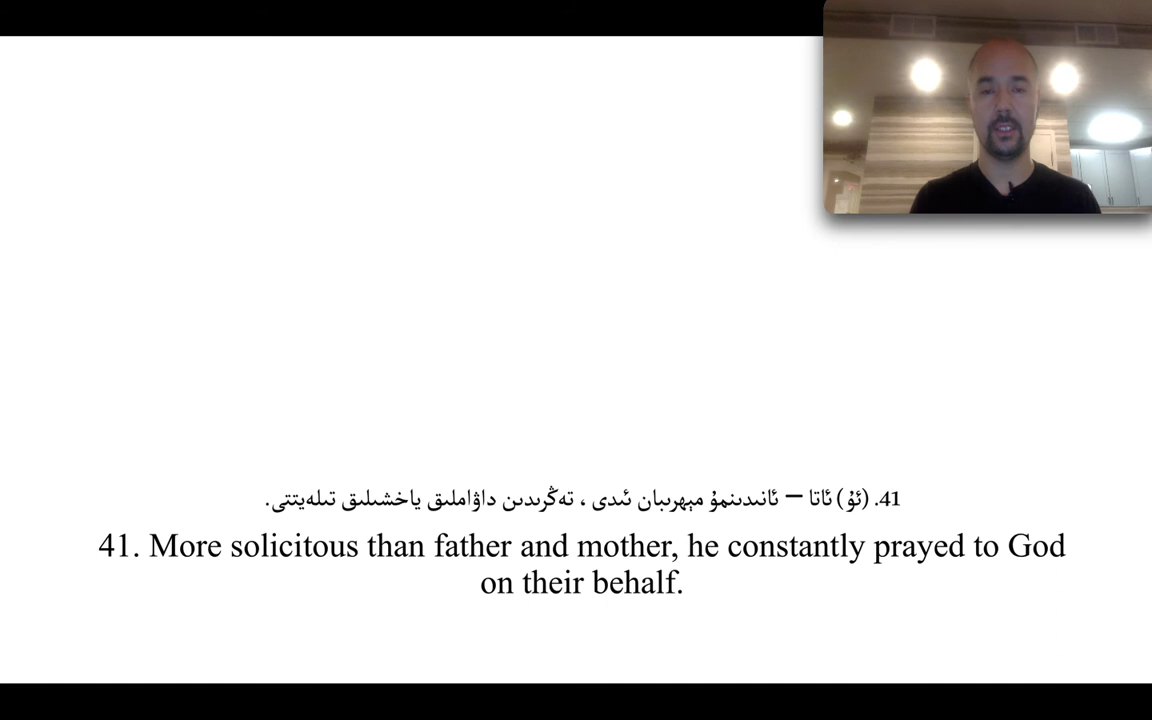 41. (ئۇ) ئاتا – ئانىدىنمۇ مېھرىبان ئىدى ، تەڭرىدىن داۋاملىق ياخشىلىق تىلەيتتى.
41. More solicitous than father and mother, he constantly prayed to God
on their behalf.